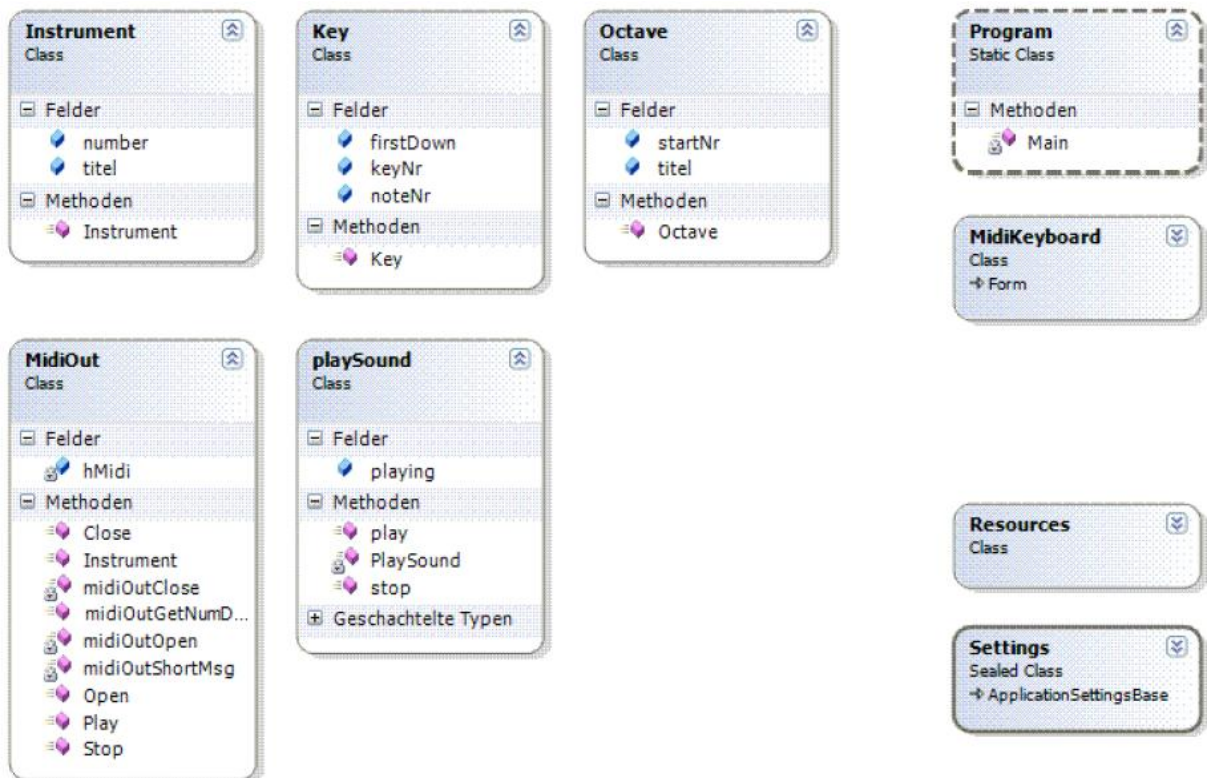 Instrument
Class
Felder
number
titel
Methoden
Instrument
Key
Class
Felder
firstDown
keyNr
noteNr
Methoden
Key
Octave
Class
Felder
startNr
titel
Methoden
Octave
Program
Static Class
Methoden
Main
MidiKeyboard
Class
Form
MidiOut
Class
Felder
hMidi
Methoden
Close
Instrument
midiOutClose
midiOutGetNumD...
midiOutOpen
midiOutShortMsg
Open
Play
Stop
playSound
Class
Felder
playing
Methoden
play
PlaySound
stop
Geschachtelte Typen
Resources
Class
Settings
Sealed Class
ApplicationSettingsBase